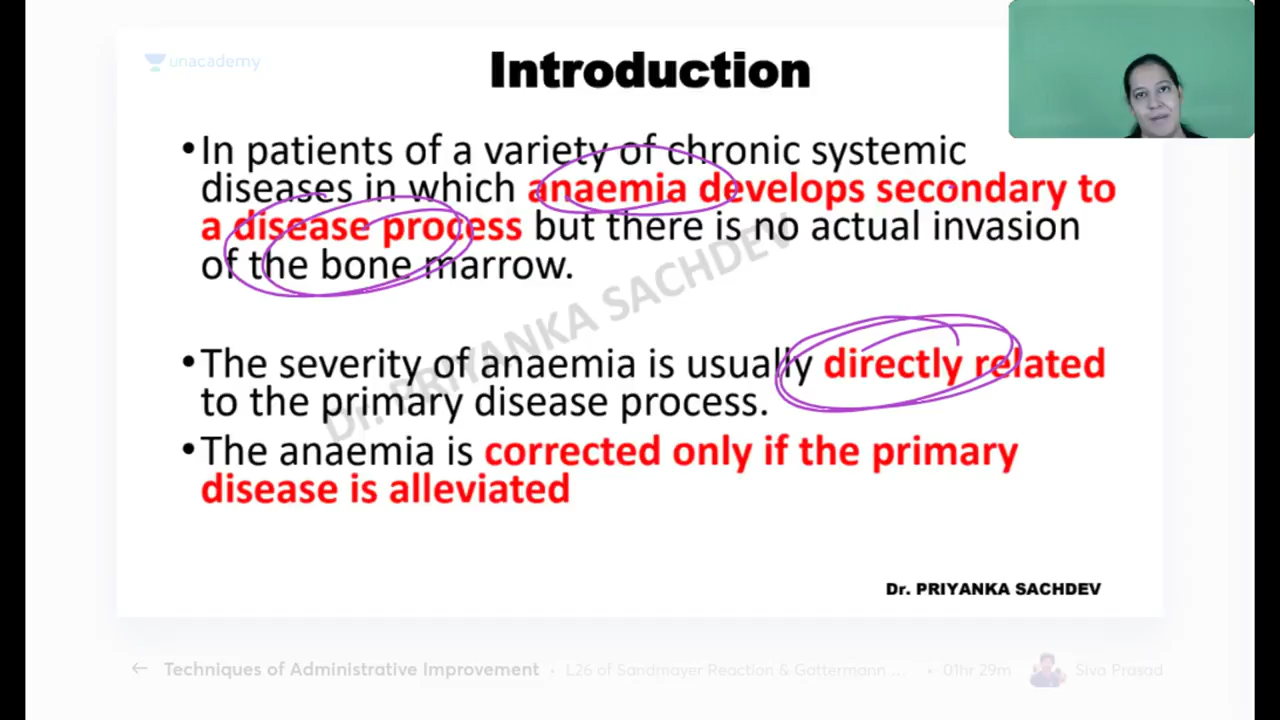 unacademy
Introduction
•In patients of a variety of chronic systemic
diseases in which anaemia develops secondary to
a disease process but there is no actual invasion
of the bone marrow.
•The severity of anaemia is usually directly related
to the primary disease process.
•The anaemia is corrected only if the primary
disease is alleviated
Dr. PRIYANKA SACHDEV
Dr. PRIYANKA SACHDEV
← Techniques of Administrative Improvement • L26 of Sandmayer Reaction & Gattermann ... • 01hr 29m Siva Prasad